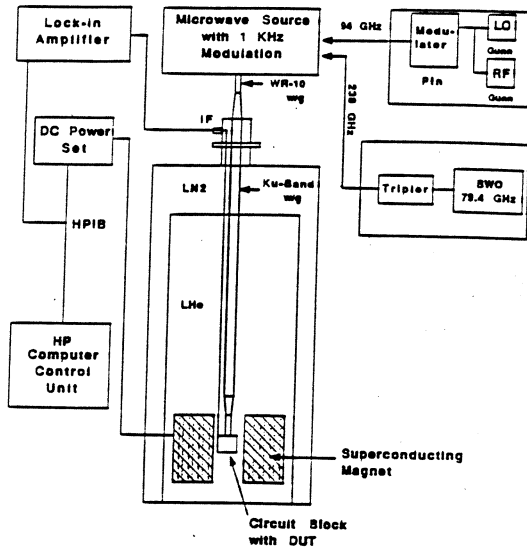 Lock-in
Amplifier
Microwave Source
with 1 KHz
Modulation
94 GHz
Modu-
lator
Pin
LO
Gunn
RF
Gunn
WR-10
w/g
IF
238 GHz
DC Power
Set
LN2
Ku-Band
w/g
Tripler
BWO
79.4 GHz
HPIB
LHe
HP
Computer
Control
Unit
Superconducting
Magnet
Circuit Block
with DUT